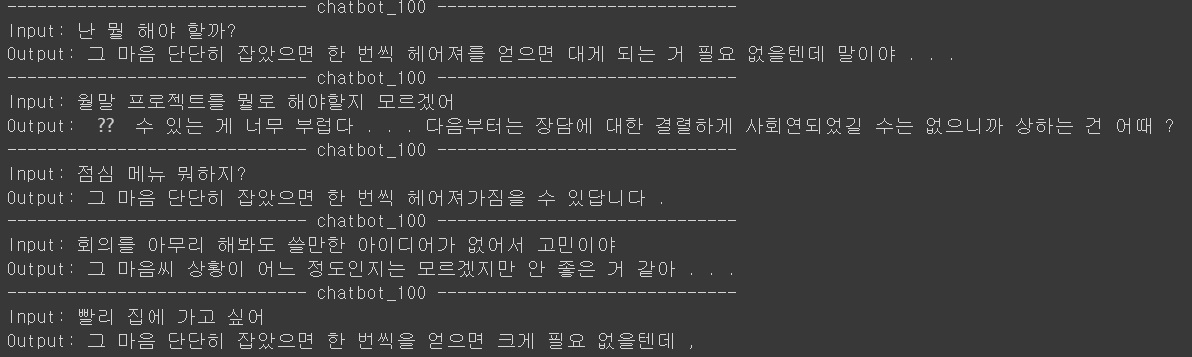 ------------------------------ chatbot_100 ------------------------------
Input: 난 뭘 해야 할까?
Output: 그 마음 단단히 잡았으면 한 번씩 헤어져를 얻으면 대게 되는 거 필요 없을텐데 말이야 . . .
------------------------------ chatbot_100 ------------------------------
Input: 월말 프로젝트를 뭘로 해야할지 모르겠어
Output:  ⁇  수 있는 게 너무 부럽다 . . . 다음부터는 장담에 대한 결렬하게 사회연되었길 수는 없으니까 상하는 건 어때 ?
------------------------------ chatbot_100 ------------------------------
Input: 점심 메뉴 뭐하지?
Output: 그 마음 단단히 잡았으면 한 번씩 헤어져가짐을 수 있답니다 .
------------------------------ chatbot_100 ------------------------------
Input: 회의를 아무리 해봐도 쓸만한 아이디어가 없어서 고민이야
Output: 그 마음씨 상황이 어느 정도인지는 모르겠지만 안 좋은 거 같아 . . .
------------------------------ chatbot_100 ------------------------------
Input: 빨리 집에 가고 싶어
Output: 그 마음 단단히 잡았으면 한 번씩을 얻으면 크게 필요 없을텐데 ,